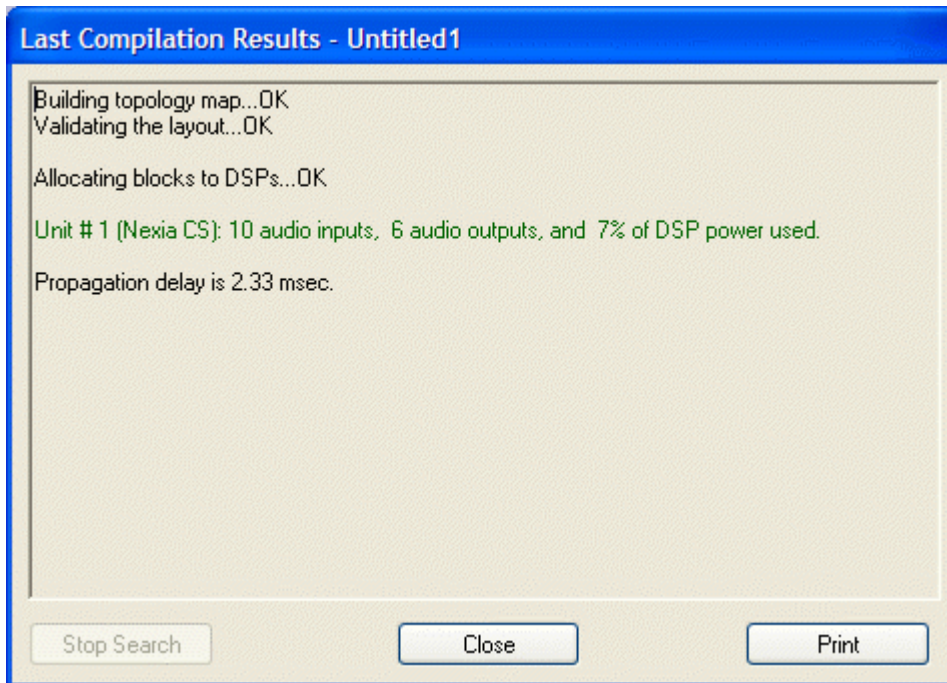 Last Compilation Results - Untitled1
Building topology map...OK
Validating the layout...OK
Allocating blocks to DSPs...OK
Unit # 1 (Nexia CS): 10 audio inputs,  6 audio outputs, and  7% of DSP power used.
Propagation delay is 2.33 msec.
Stop Search
Close
Print